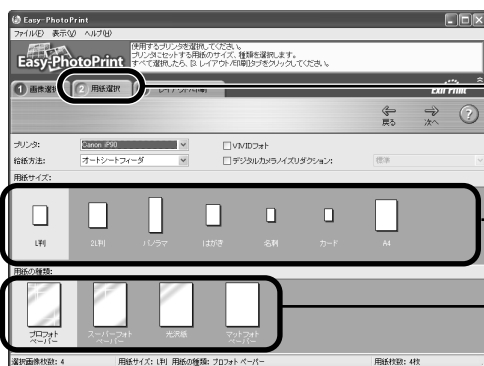 Easy-PhotoPrint
ファイル(F) 表示(V) ヘルプ(H)
Easy-PhotoPrint
使用するプリンタを選択してください。
プリンタにセットする用紙のサイズ、種類を選択します。
すべて選択したら、[3. レイアウト/印刷]タブをクリックしてください。
1 画像選択 2 用紙選択 レイアウト/印刷
EXIF PRINT
戻る 次へ ?
プリンタ: Canon iP90 VIVIDフォト
給紙方法: オートシートフィーダ デジタルカメラノイズリダクション: 標準
用紙サイズ:
L判 2L判 パノラマ はがき 名刺 カード A4
用紙の種類:
プロフォト スーパーフォト 光沢紙 マットフォト
ペーパー ペーパー ペーパー
選択画像枚数: 4 用紙サイズ: L判 用紙の種類: プロフォト ペーパー 用紙枚数: 4枚